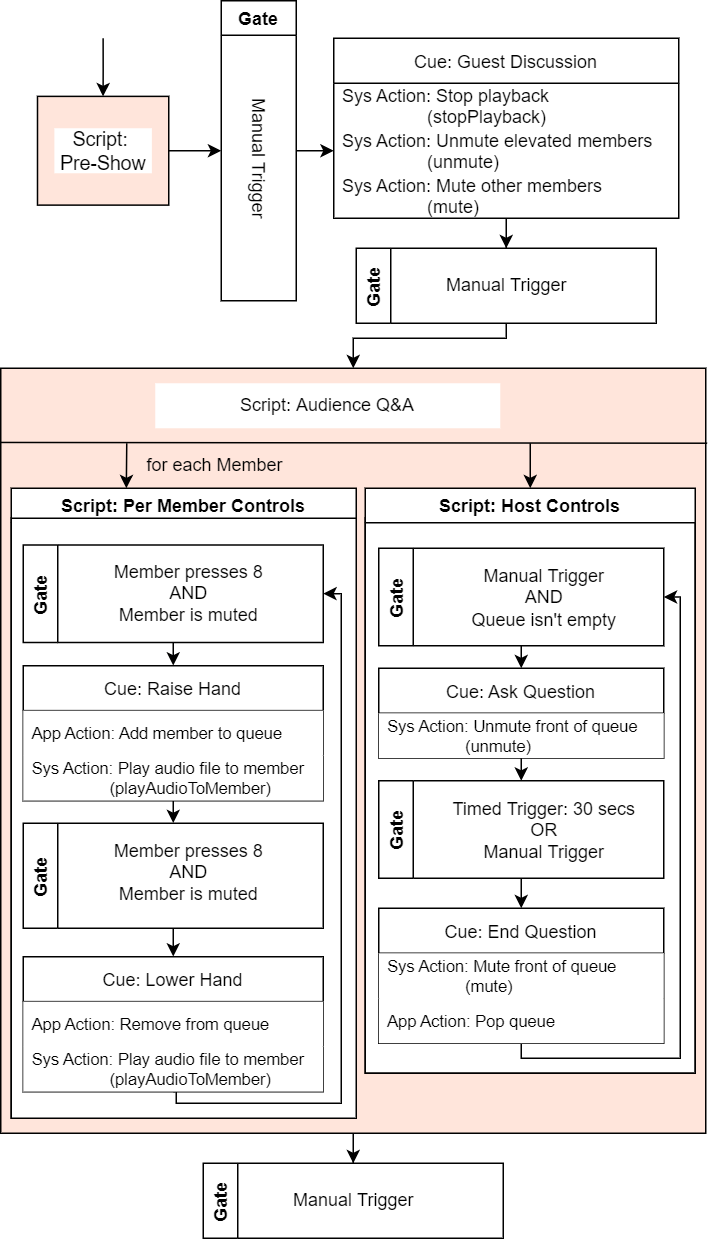 Gate
Manual Trigger
Script:
Pre-Show
Cue: Guest Discussion
Sys Action: Stop playback
(stopPlayback)
Sys Action: Unmute elevated members
(unmute)
Sys Action: Mute other members
(mute)
Gate
Manual Trigger
Script: Audience Q&A
for each Member
Script: Per Member Controls
Gate
Member presses 8
AND
Member is muted
Cue: Raise Hand
App Action: Add member to queue
Sys Action: Play audio file to member
(playAudioToMember)
Gate
Member presses 8
AND
Member is muted
Cue: Lower Hand
App Action: Remove from queue
Sys Action: Play audio file to member
(playAudioToMember)
Script: Host Controls
Gate
Manual Trigger
AND
Queue isn't empty
Cue: Ask Question
Sys Action: Unmute front of queue
(unmute)
Gate
Timed Trigger: 30 secs
OR
Manual Trigger
Cue: End Question
Sys Action: Mute front of queue
(mute)
App Action: Pop queue
Gate
Manual Trigger